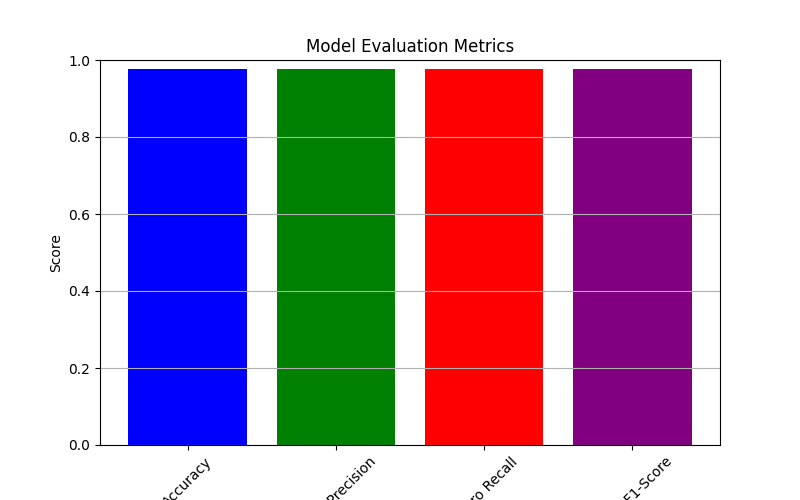 Model Evaluation Metrics
1.0
0.8
0.6
0.4
0.2
0.0
Score
Accuracy
Precision
Recall
F1-Score